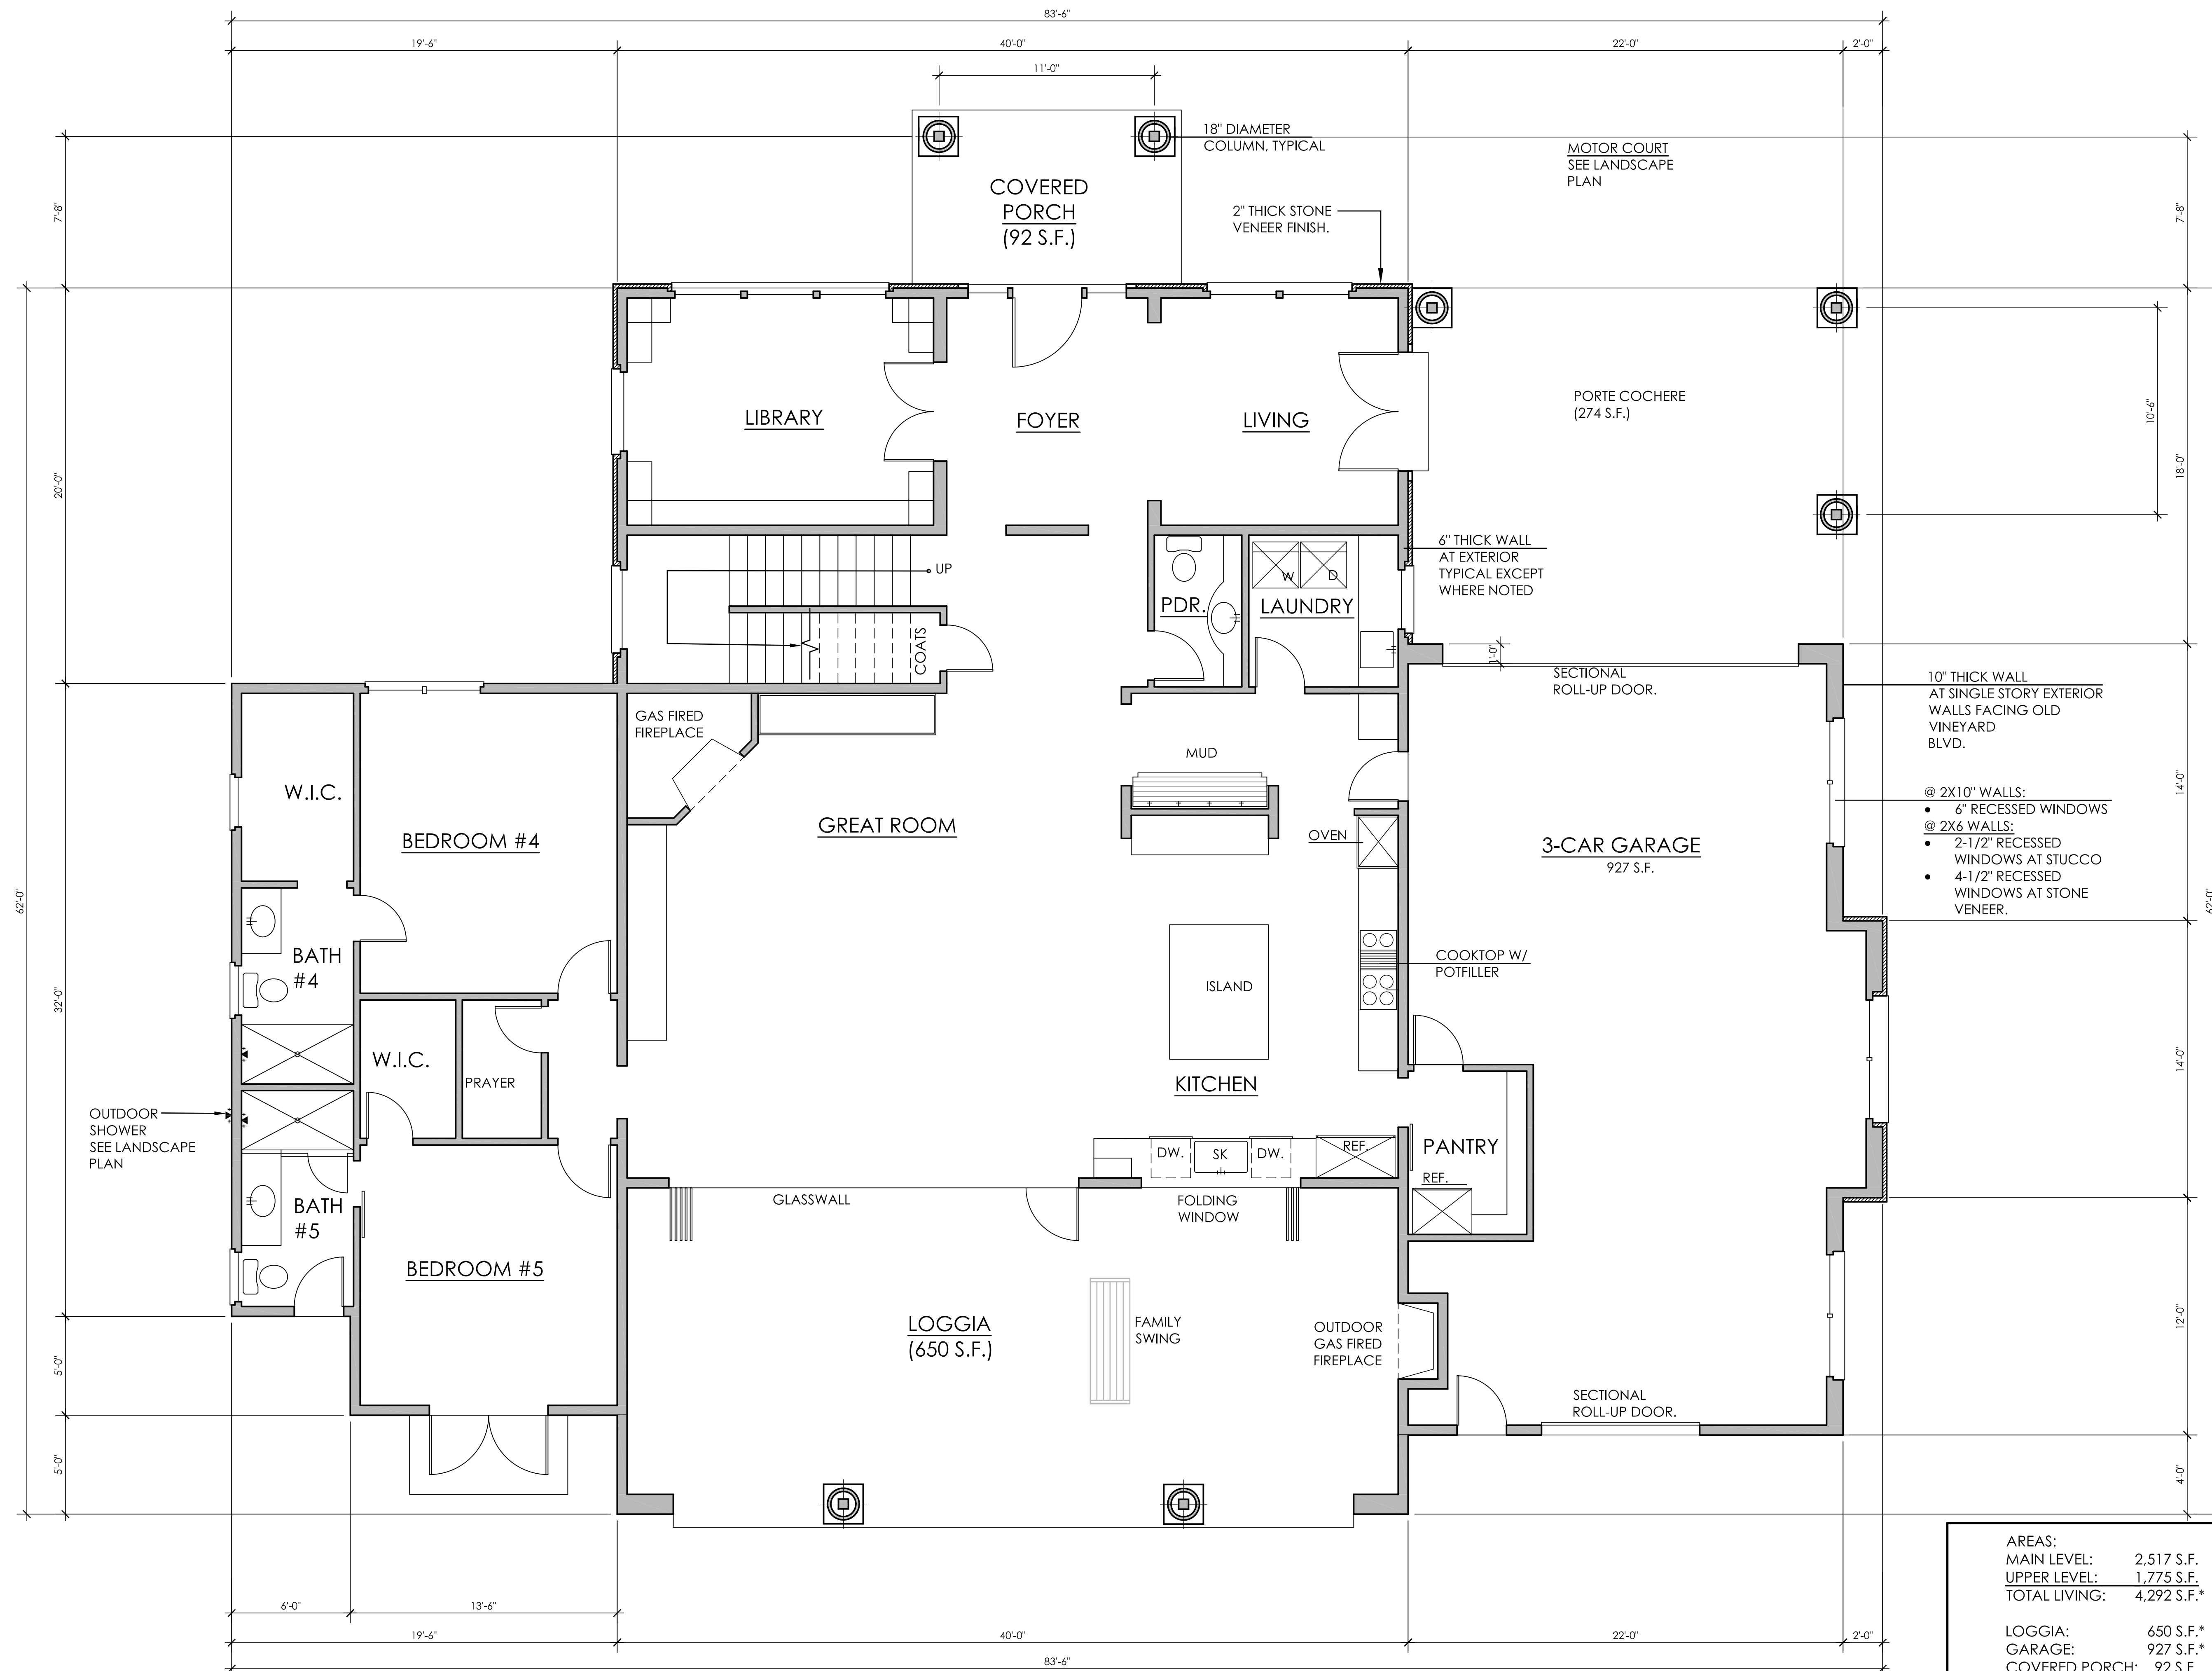 83'-6"
19'-6"
40'-0"
22'-0"
2'-0"
11'-0"
18" DIAMETER
COLUMN, TYPICAL
MOTOR COURT
SEE LANDSCAPE
PLAN
COVERED
PORCH
(92 S.F.)
2" THICK STONE
VENEER FINISH.
7'-8"
7'-8"
LIBRARY
FOYER
LIVING
PORTE COCHERE
(274 S.F.)
10'-6"
20'-0"
18'-0"
UP
COATS
PDR.
W
D
LAUNDRY
6" THICK WALL
AT EXTERIOR
TYPICAL EXCEPT
WHERE NOTED
1'-0"
SECTIONAL
ROLL-UP DOOR.
10" THICK WALL
AT SINGLE STORY EXTERIOR
WALLS FACING OLD
VINEYARD
BLVD.
GAS FIRED
FIREPLACE
MUD
W.I.C.
BEDROOM #4
GREAT ROOM
OVEN
3-CAR GARAGE
927 S.F.
14'-0"
@ 2X10" WALLS:
• 6" RECESSED WINDOWS
@ 2X6 WALLS:
• 2-1/2" RECESSED
WINDOWS AT STUCCO
• 4-1/2" RECESSED
WINDOWS AT STONE
VENEER.
62'-0"
62'-0"
BATH
#4
COOKTOP W/
POTFILLER
ISLAND
32'-0"
W.I.C.
PRAYER
KITCHEN
14'-0"
OUTDOOR
SHOWER
SEE LANDSCAPE
PLAN
DW.
SK
DW.
REF.
PANTRY
REF.
BATH
#5
GLASSWALL
FOLDING
WINDOW
BEDROOM #5
LOGGIA
(650 S.F.)
FAMILY
SWING
OUTDOOR
GAS FIRED
FIREPLACE
12'-0"
5'-0"
SECTIONAL
ROLL-UP DOOR.
5'-0"
4'-0"
AREAS:
MAIN LEVEL: 2,517 S.F.
UPPER LEVEL: 1,775 S.F.
TOTAL LIVING: 4,292 S.F.*
LOGGIA: 650 S.F.*
GARAGE: 927 S.F.*
COVERED PORCH: 92 S.F.
6'-0"
13'-6"
19'-6"
40'-0"
22'-0"
2'-0"
83'-6"